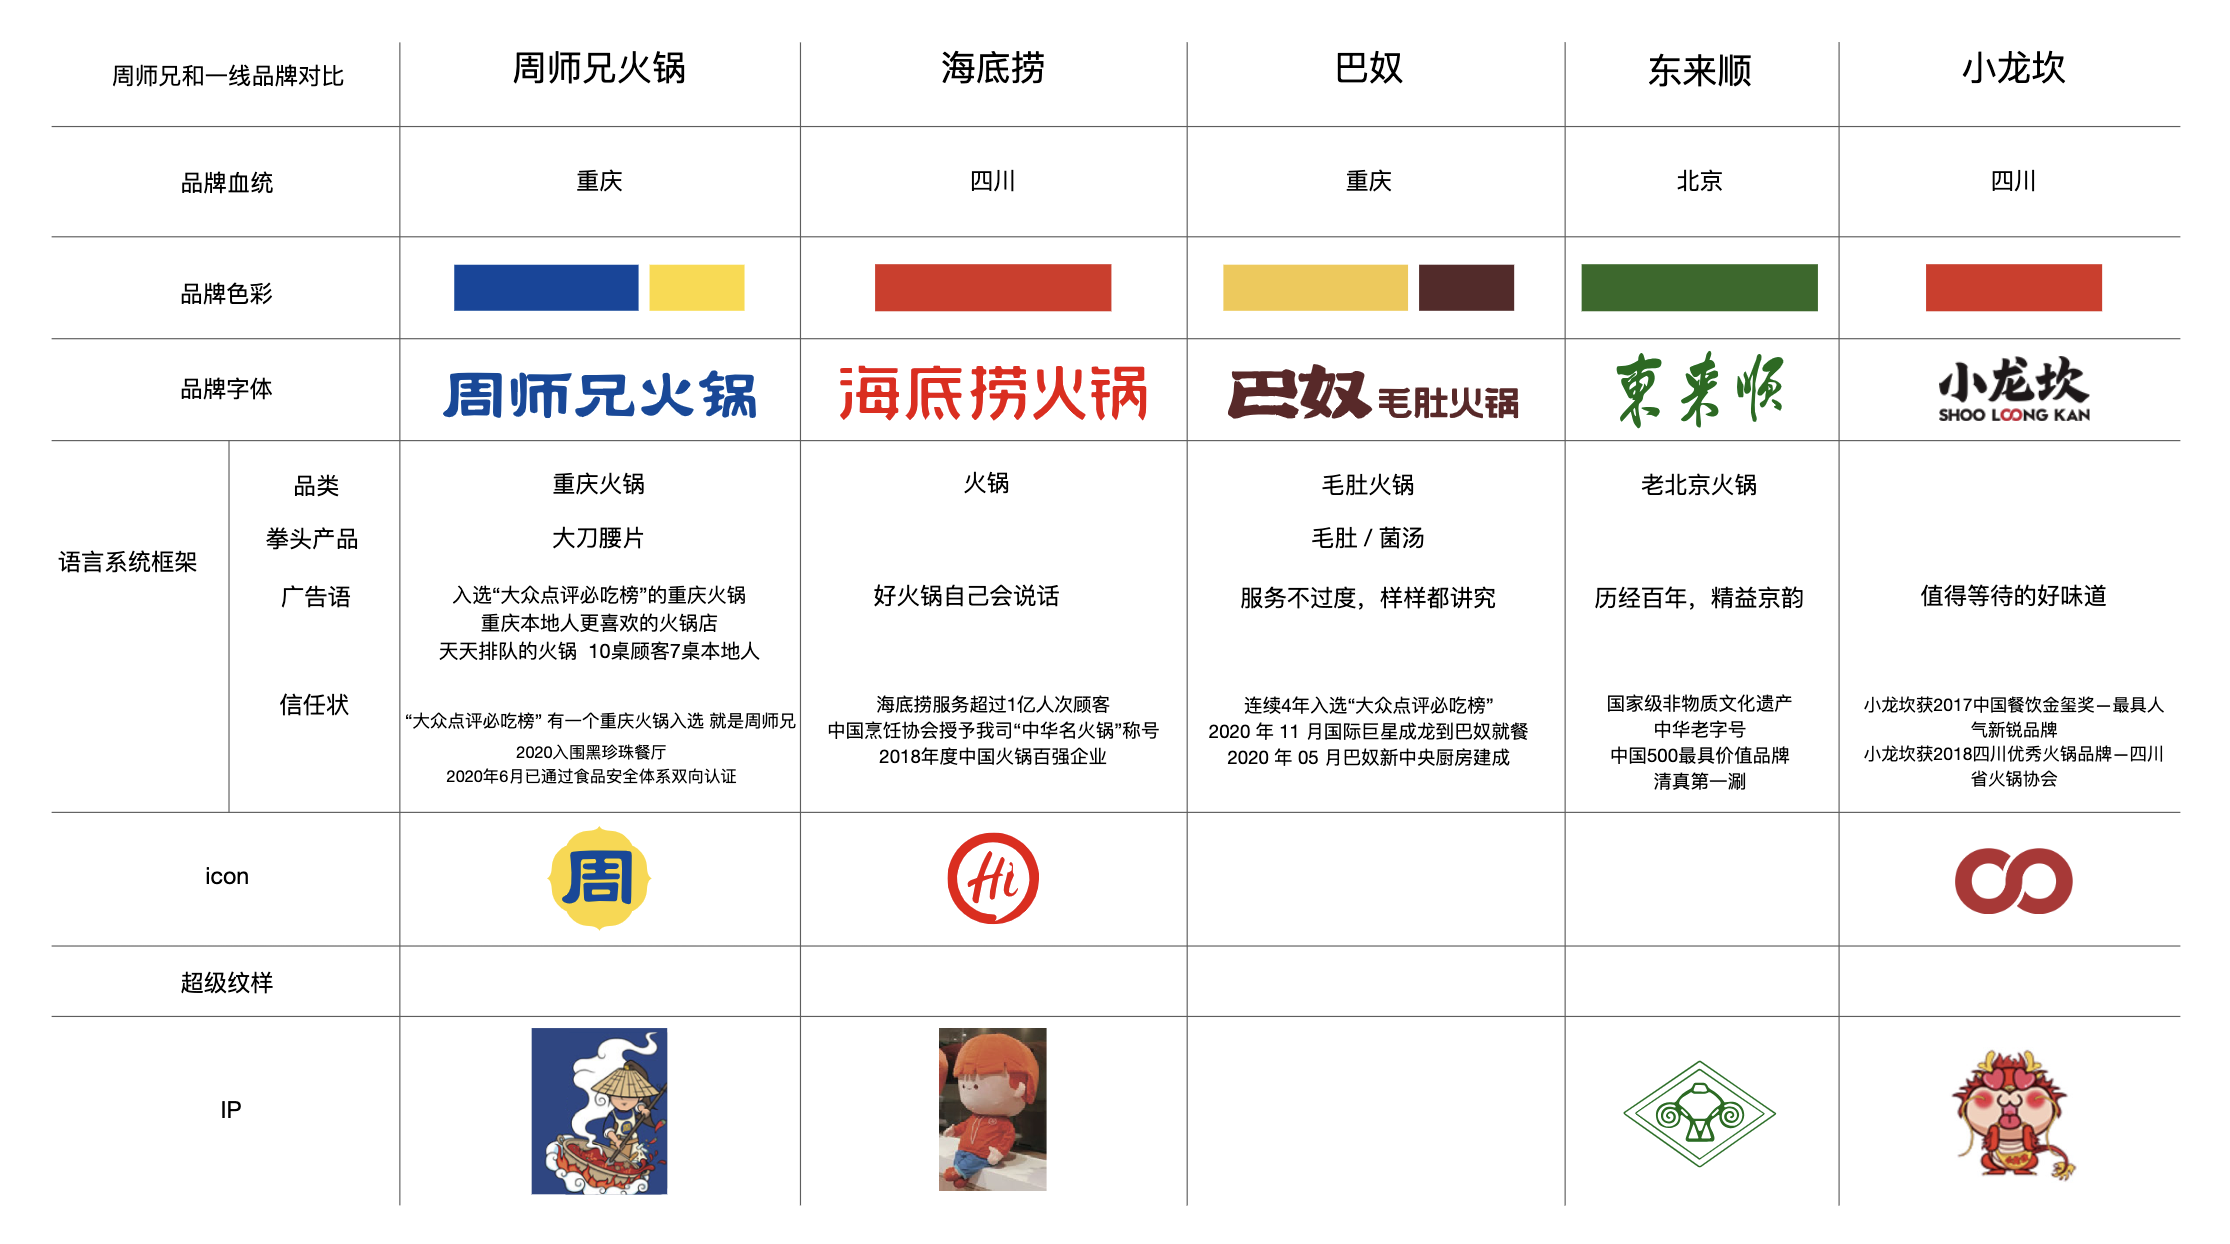 周师兄和一线品牌对比
周师兄火锅
海底捞
巴奴
东来顺
小龙坎
品牌血统
重庆
四川
重庆
北京
四川
品牌色彩
品牌字体
周师兄火锅
海底捞火锅
巴奴毛肚火锅
東来顺
小龙坎
SHOO LOONG KAN
语言系统框架
品类
重庆火锅
火锅
毛肚火锅
老北京火锅
拳头产品
大刀腰片
毛肚 / 菌汤
广告语
入选“大众点评必吃榜”的重庆火锅
重庆本地人更喜欢的火锅店
天天排队的火锅 10桌顾客7桌本地人
好火锅自己会说话
服务不过度，样样都讲究
历经百年，精益京韵
值得等待的好味道
信任状
“大众点评必吃榜” 有一个重庆火锅入选 就是周师兄
2020入围黑珍珠餐厅
2020年6月已通过食品安全体系双向认证
海底捞服务超过1亿人次顾客
中国烹饪协会授予我司“中华名火锅”称号
2018年度中国火锅百强企业
连续4年入选“大众点评必吃榜”
2020 年 11 月国际巨星成龙到巴奴就餐
2020 年 05 月巴奴新中央厨房建成
国家级非物质文化遗产
中华老字号
中国500最具价值品牌
清真第一涮
小龙坎获2017中国餐饮金玺奖—最具人
气新锐品牌
小龙坎获2018四川优秀火锅品牌—四川
省火锅协会
icon
周
Hi
超级纹样
IP